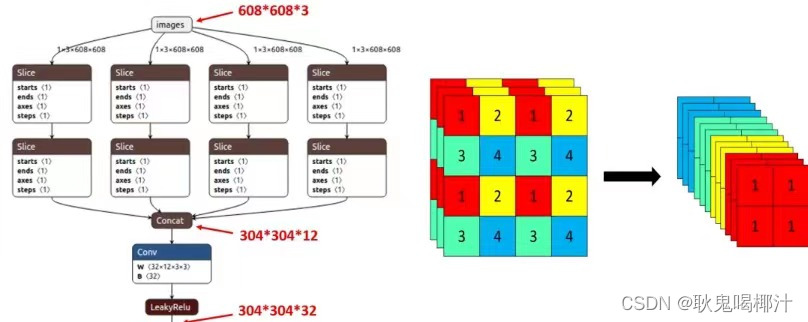 608*608*3
images
1×3×608×608 1×3×608×608 1×3×608×608 1×3×608×608
Slice Slice Slice Slice
starts ⟨1⟩ starts ⟨1⟩ starts ⟨1⟩ starts ⟨1⟩
ends ⟨1⟩ ends ⟨1⟩ ends ⟨1⟩ ends ⟨1⟩
axes ⟨1⟩ axes ⟨1⟩ axes ⟨1⟩ axes ⟨1⟩
steps ⟨1⟩ steps ⟨1⟩ steps ⟨1⟩ steps ⟨1⟩
Slice Slice Slice Slice
starts ⟨1⟩ starts ⟨1⟩ starts ⟨1⟩ starts ⟨1⟩
ends ⟨1⟩ ends ⟨1⟩ ends ⟨1⟩ ends ⟨1⟩
axes ⟨1⟩ axes ⟨1⟩ axes ⟨1⟩ axes ⟨1⟩
steps ⟨1⟩ steps ⟨1⟩ steps ⟨1⟩ steps ⟨1⟩
Concat
304*304*12
Conv
W ⟨32×12×3×3⟩
B ⟨32⟩
LeakyRelu
304*304*32
1 2 1 2
3 4 3 4
1 2 1 2
3 4 3 4
1 1
1 1
CSDN @耿鬼喝椰汁